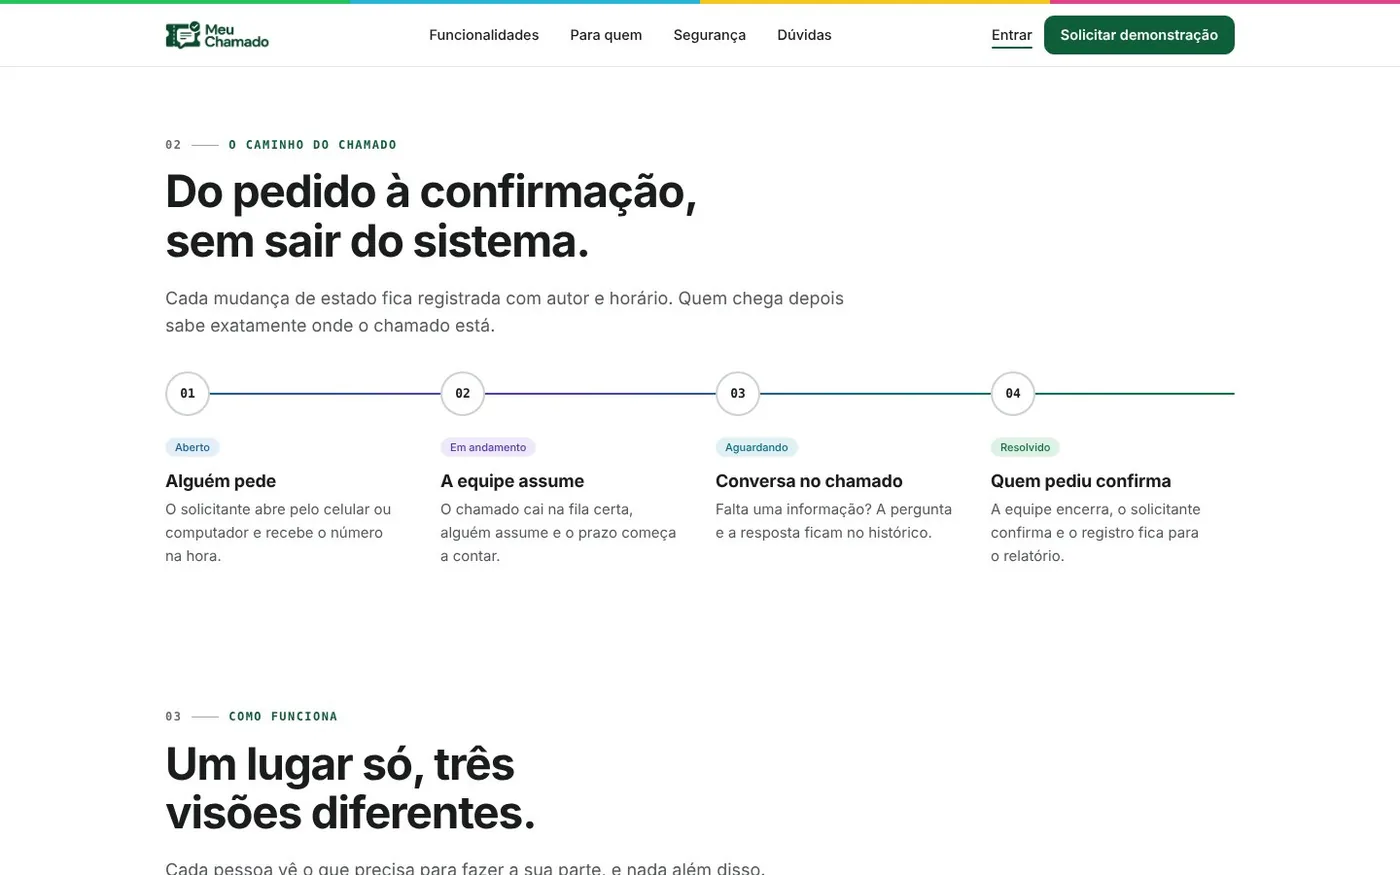 Meu
Chamado
Funcionalidades
Para quem
Segurança
Dúvidas
Entrar
Solicitar demonstração
02 O CAMINHO DO CHAMADO
Do pedido à confirmação,
sem sair do sistema.
Cada mudança de estado fica registrada com autor e horário. Quem chega depois
sabe exatamente onde o chamado está.
01
Aberto
Alguém pede
O solicitante abre pelo celular ou
computador e recebe o número
na hora.
02
Em andamento
A equipe assume
O chamado cai na fila certa,
alguém assume e o prazo começa
a contar.
03
Aguardando
Conversa no chamado
Falta uma informação? A pergunta
e a resposta ficam no histórico.
04
Resolvido
Quem pediu confirma
A equipe encerra, o solicitante
confirma e o registro fica para
o relatório.
03 COMO FUNCIONA
Um lugar só, três
visões diferentes.
Cada pessoa vê o que precisa para fazer a sua parte, e nada além disso.